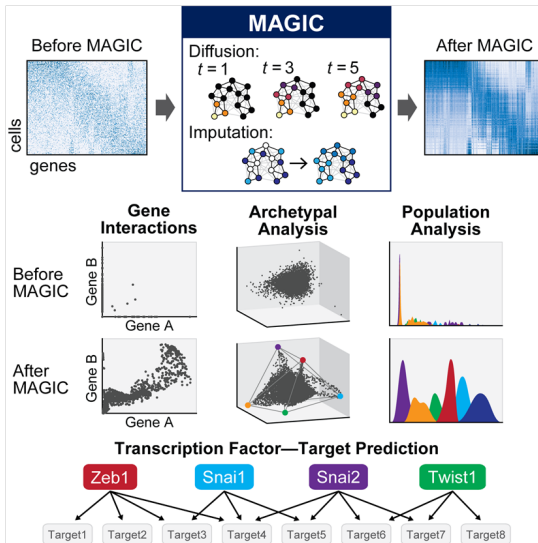 MAGIC
Before MAGIC
Diffusion:
t = 1
t = 3
t = 5
Imputation:
After MAGIC
cells
genes
Gene Interactions
Archetypal Analysis
Population Analysis
Before MAGIC
Gene B
Gene A
After MAGIC
Gene B
Gene A
Transcription Factor—Target Prediction
Zeb1
Snai1
Snai2
Twist1
Target1
Target2
Target3
Target4
Target5
Target6
Target7
Target8